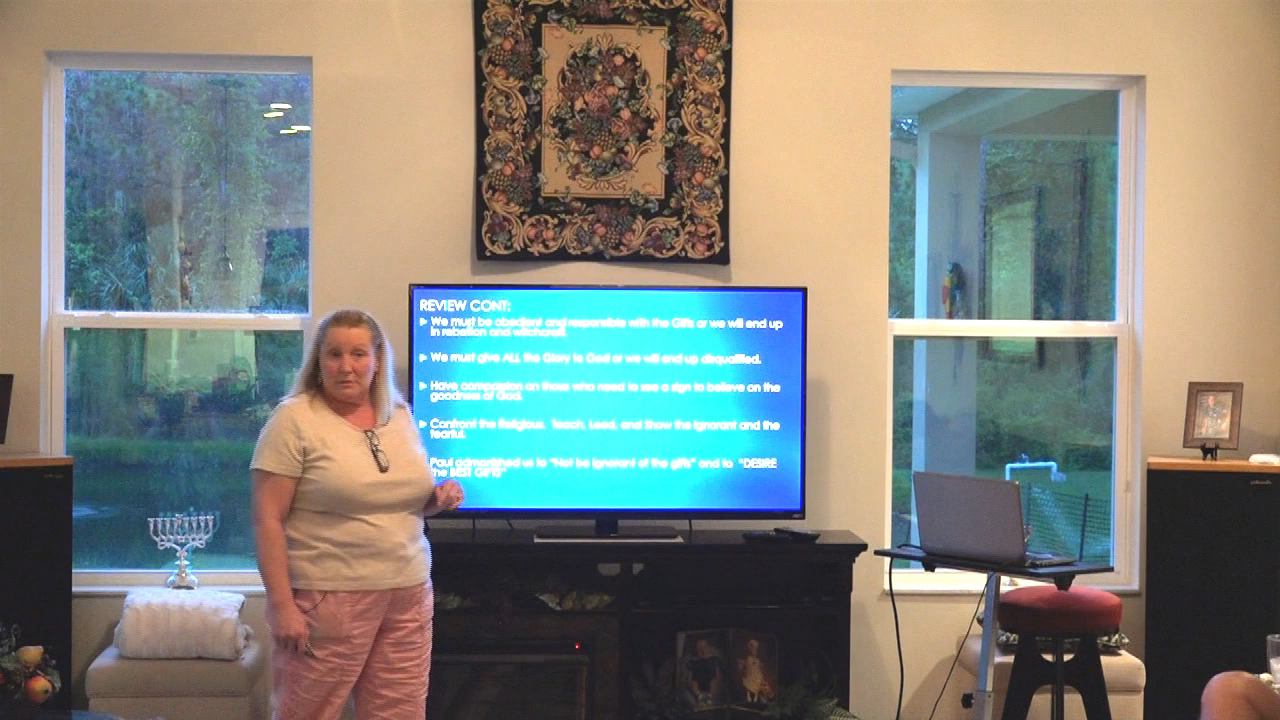 REVIEW CONT:
We must be obedient and responsible with the Gifts or we will end up
in rebellion and witchcraft.
We must give ALL the Glory to God or we will end up disqualified.
Have compassion on those who need to see a sign to believe on the
goodness of God.
Confront the Religious. Teach, Lead, and Show the ignorant and the
fearful.
Paul admonished us to "Not be ignorant of the gifts" and to "DESIRE
the BEST GIFTS"